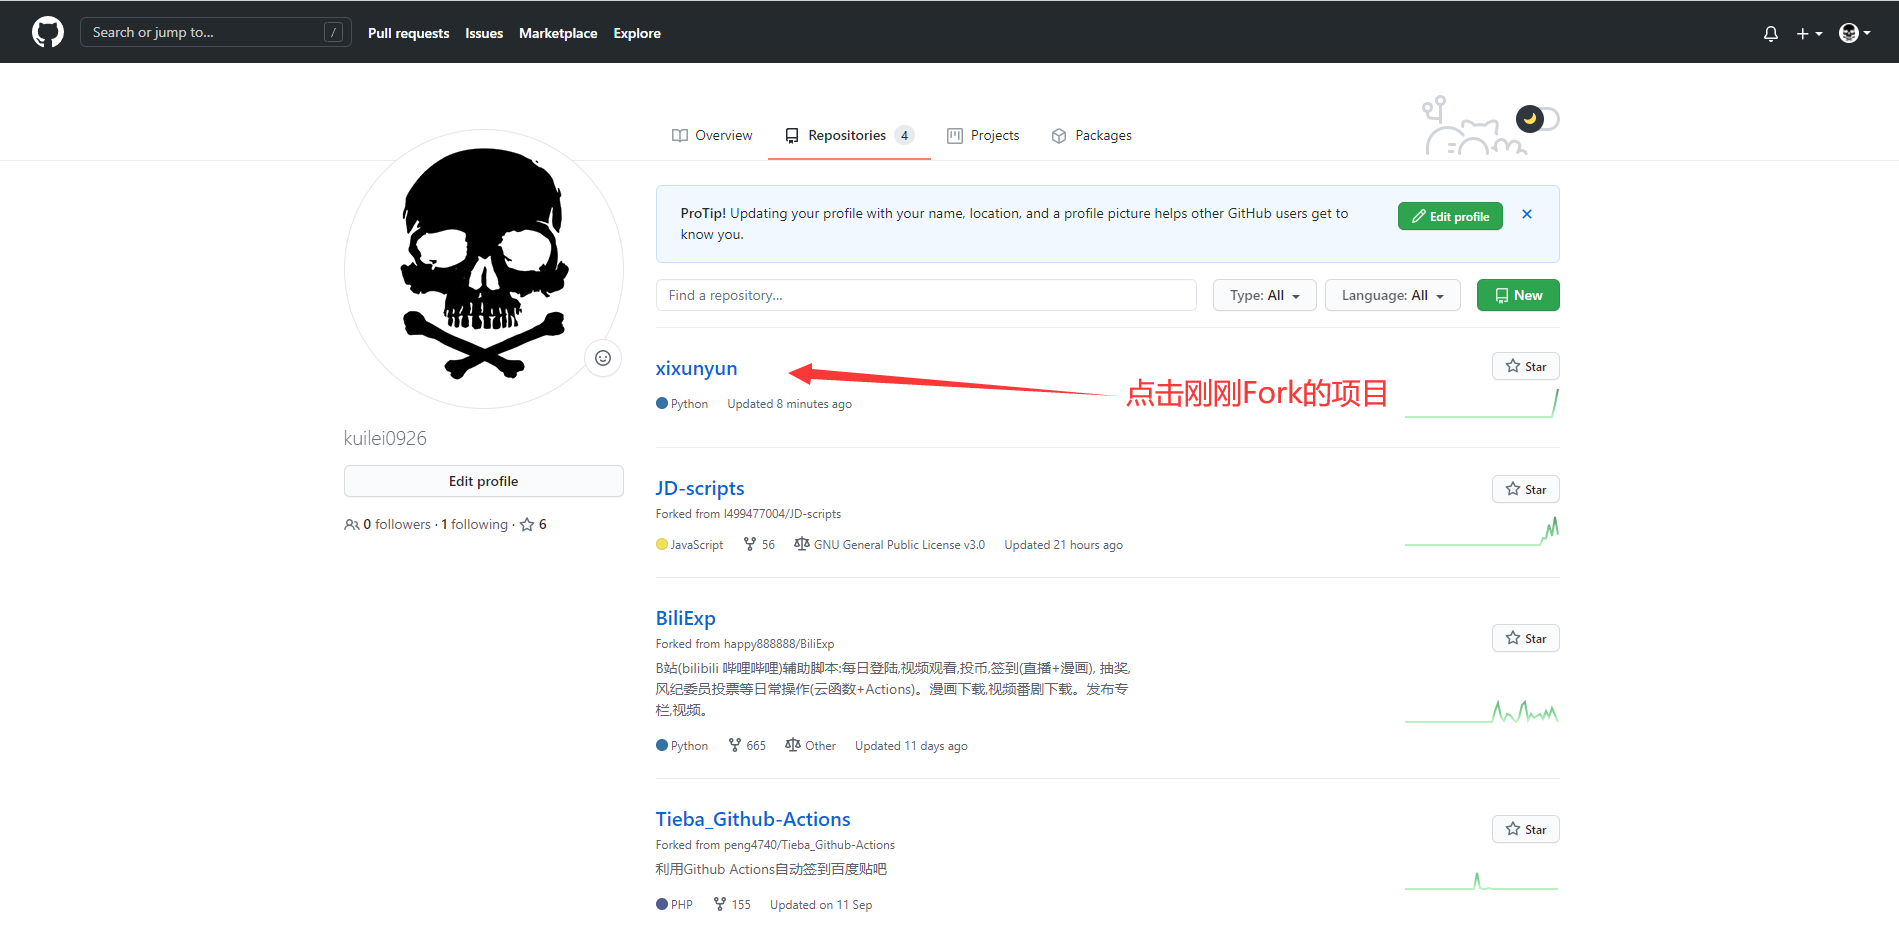 Search or jump to...
/
Pull requests
Issues
Marketplace
Explore
Overview
Repositories 4
Projects
Packages
ProTip! Updating your profile with your name, location, and a profile picture helps other GitHub users get to
know you.
Edit profile
Find a repository...
Type: All
Language: All
New
kuilei0926
Edit profile
0 followers · 1 following · 6
xixunyun
Star
点击刚刚Fork的项目
Python Updated 8 minutes ago
JD-scripts
Star
Forked from l499477004/JD-scripts
JavaScript 56 GNU General Public License v3.0 Updated 21 hours ago
BiliExp
Star
Forked from happy888888/BiliExp
B站(bilibili 哔哩哔哩)辅助脚本:每日登陆,视频观看,投币,签到(直播+漫画), 抽奖,
风纪委员投票等日常操作(云函数+Actions)。漫画下载,视频番剧下载。发布专
栏,视频。
Python 665 Other Updated 11 days ago
Tieba_Github-Actions
Star
Forked from peng4740/Tieba_Github-Actions
利用Github Actions自动签到百度贴吧
PHP 155 Updated on 11 Sep